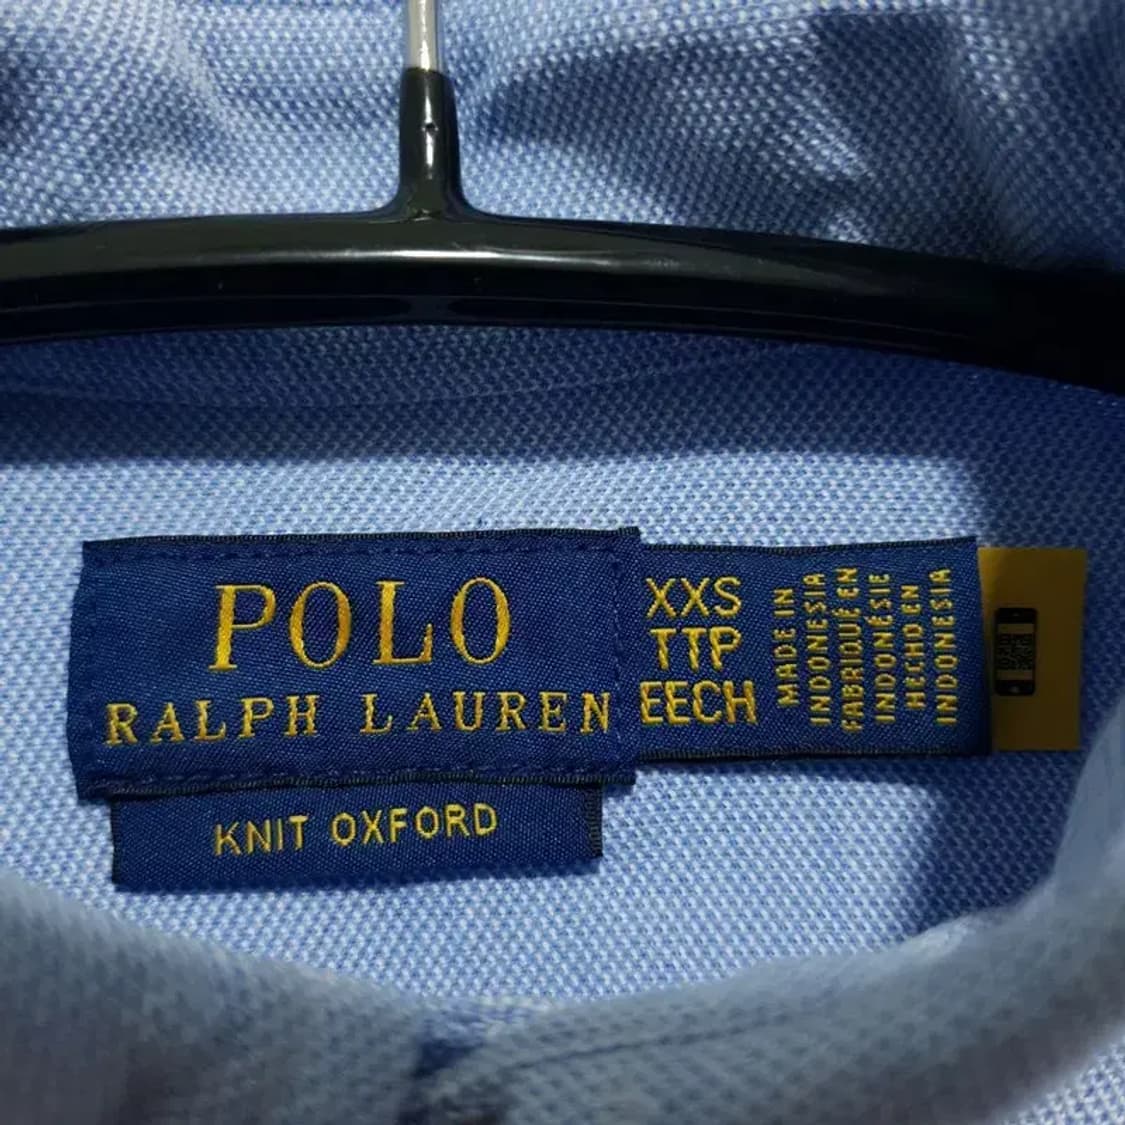 POLO
RALPH LAUREN
KNIT OXFORD
XXS
TTP
EECH
MADE IN
INDONESIA
FABRIQUÉ EN
INDONÉSIE
HECHO EN
INDONESIA